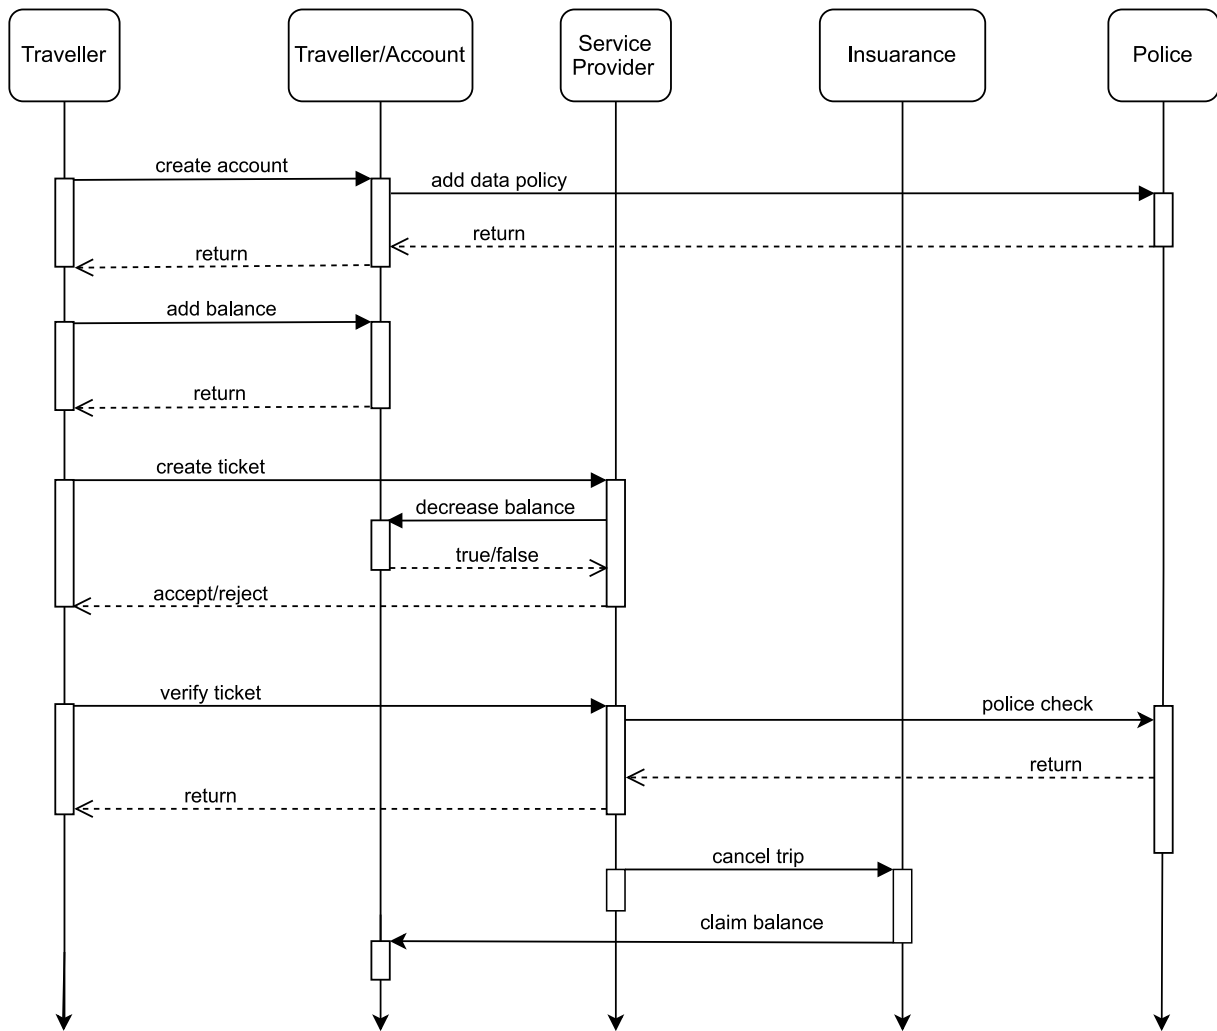 Traveller
Traveller/Account
Service
Provider
Insuarance
Police
create account
add data policy
return
return
add balance
return
create ticket
decrease balance
true/false
accept/reject
verify ticket
police check
return
return
cancel trip
claim balance